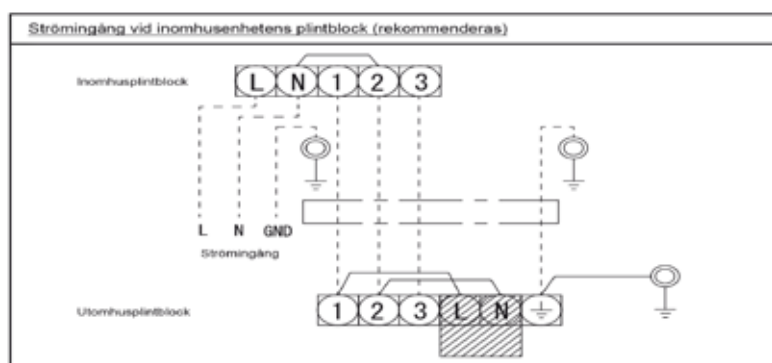 Strömingång vid inomhusenhetens plintblock (rekommenderas)
Inomhusplintblock
L N 1 2 3
L N GND
Strömingång
Utomhusplintblock
1 2 3 L N